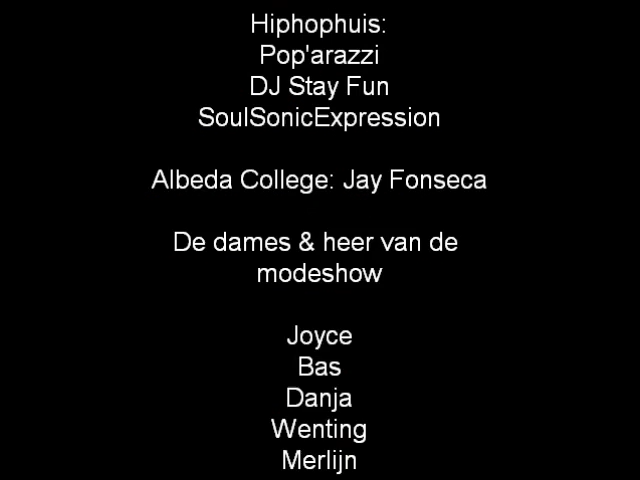 Hiphophuis:
Pop'arazzi
DJ Stay Fun
SoulSonicExpression
Albeda College: Jay Fonseca
De dames & heer van de
modeshow
Joyce
Bas
Danja
Wenting
Merlijn